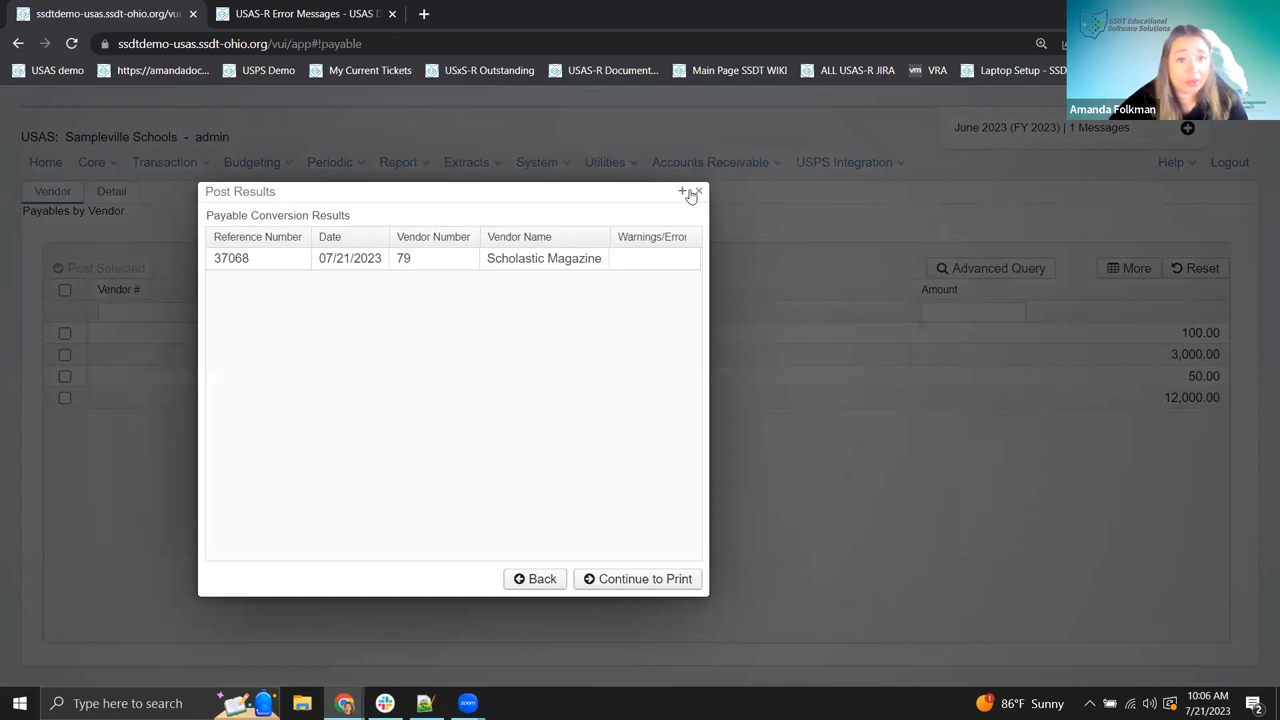 ssdtdemo-usas.ssdt-ohio.org/vui
USAS-R Error Messages - USAS D
ssdtdemo-usas.ssdt-ohio.org/vui/app#!payable
USAS demo
https://amandadoc...
USPS Demo
My Current Tickets
USxS-R Onboarding
USAS-R Document...
Main Page SSDT WIKI
ALL USAS-R JIRA
vm VRA
Laptop Setup - SSD
SSDT Educational
Software Solutions
Amanda Folkman
USAS: Sampleville Schools - admin
June 2023 (FY 2023) | 1 Messages
Home Core Transaction Budgeting Periodic Report Extracts System Utilities Accounts Receivable USPS Integration Help Logout
Vendor Detail
Payables by Vendor
Post Results
Payable Conversion Results
Reference Number Date Vendor Number Vendor Name Warnings/Erro
37068 07/21/2023 79 Scholastic Magazine
Post Selected
Advanced Query More Reset
Vendor # Amount
100.00
3,000.00
50.00
12,000.00
Back Continue to Print
Type here to search
1
86°F Sunny
zoom
10:06 AM
7/21/2023
2